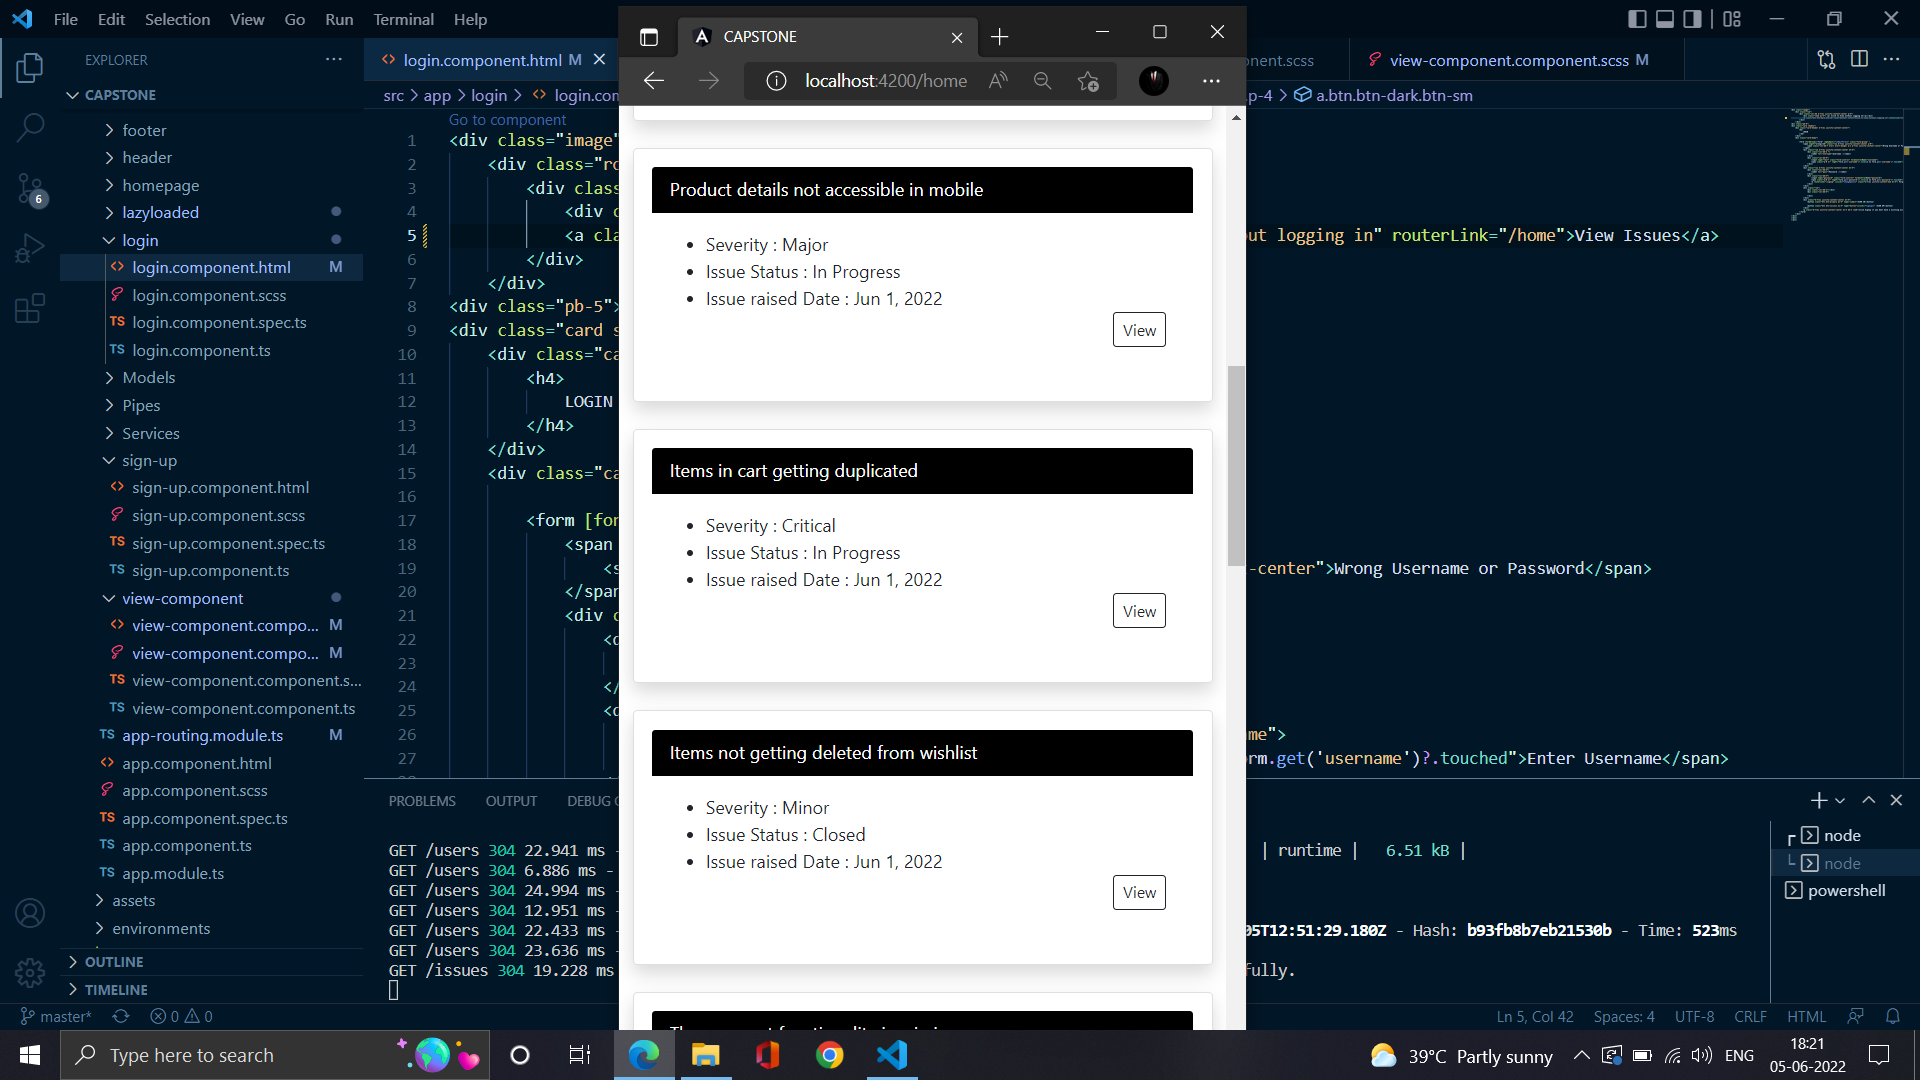 File Edit Selection View Go Run Terminal Help
EXPLORER
CAPSTONE
footer
header
homepage
lazyloaded
login
login.component.html M
login.component.scss
login.component.spec.ts
login.component.ts
Models
Pipes
Services
sign-up
sign-up.component.html
sign-up.component.scss
sign-up.component.spec.ts
sign-up.component.ts
view-component
view-component.compo... M
view-component.compo... M
view-component.component.s...
view-component.component.ts
app-routing.module.ts M
app.component.html
app.component.scss
app.component.spec.ts
app.component.ts
app.module.ts
assets
environments
OUTLINE
TIMELINE
6
login.component.html M
src > app > login > login.con
Go to component
1 <div class="image"
2 <div class="ro
3 <div class
4 <div c
5 <a cla
6 </div>
7 </div>
8 <div class="pb-5">
9 <div class="card s
10 <div class="ca
11 <h4>
12 LOGIN
13 </h4>
14 </div>
15 <div class="ca
16
17 <form [for
18 <span
19 <s
20 </span
21 <div c
22 <d
23
24 </
25 <d
26
27
CAPSTONE
localhost:4200/home
Product details not accessible in mobile
Severity : Major
Issue Status : In Progress
Issue raised Date : Jun 1, 2022
View
Items in cart getting duplicated
Severity : Critical
Issue Status : In Progress
Issue raised Date : Jun 1, 2022
View
Items not getting deleted from wishlist
Severity : Minor
Issue Status : Closed
Issue raised Date : Jun 1, 2022
View
nent.scss
view-component.component.scss M
p-4 > a.btn.btn-dark.btn-sm
ut logging in" routerLink="/home">View Issues</a>
-center">Wrong Username or Password</span>
me">
rm.get('username')?.touched">Enter Username</span>
PROBLEMS OUTPUT DEBUG
GET /users 304 22.941 ms -
GET /users 304 6.886 ms -
GET /users 304 24.994 ms -
GET /users 304 12.951 ms -
GET /users 304 22.433 ms -
GET /users 304 23.636 ms -
GET /issues 304 19.228 ms
| runtime | 6.51 kB |
05T12:51:29.180Z - Hash: b93fb8b7eb21530b - Time: 523ms
fully.
node
node
powershell
master* 0 0
Ln 5, Col 42 Spaces: 4 UTF-8 CRLF HTML
Type here to search
39°C Partly sunny
ENG
18:21
05-06-2022